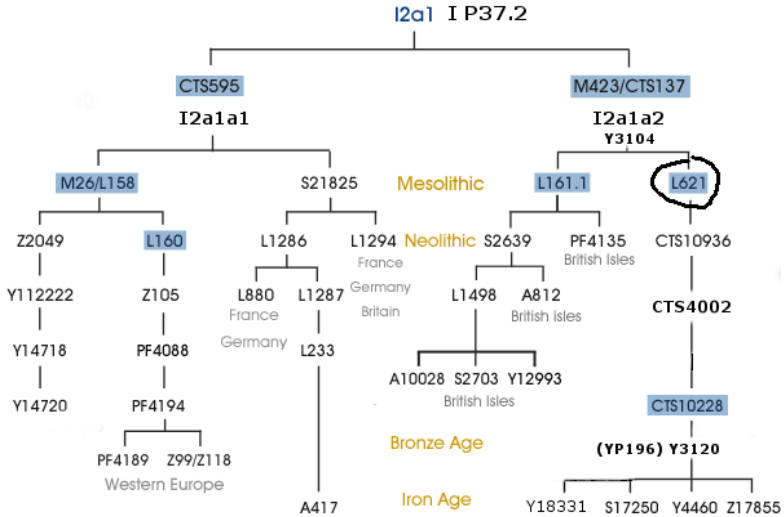 I2a1 I P37.2
CTS595 M423/CTS137
I2a1a1 I2a1a2
Y3104
M26/L158 S21825 Mesolithic L161.1 L621
Z2049 L160 L1286 L1294 Neolithic S2639 PF4135 CTS10936
France British Isles
Y112222 Z105 L880 L1287 Germany L1498 A812 CTS4002
France Britain British isles
Germany
Y14718 PF4088 L233
A10028 S2703 Y12993
British Isles
Y14720 PF4194 CTS10228
Bronze Age (YP196) Y3120
PF4189 Z99/Z118
Western Europe
A417 Iron Age Y18331 S17250 Y4460 Z17855